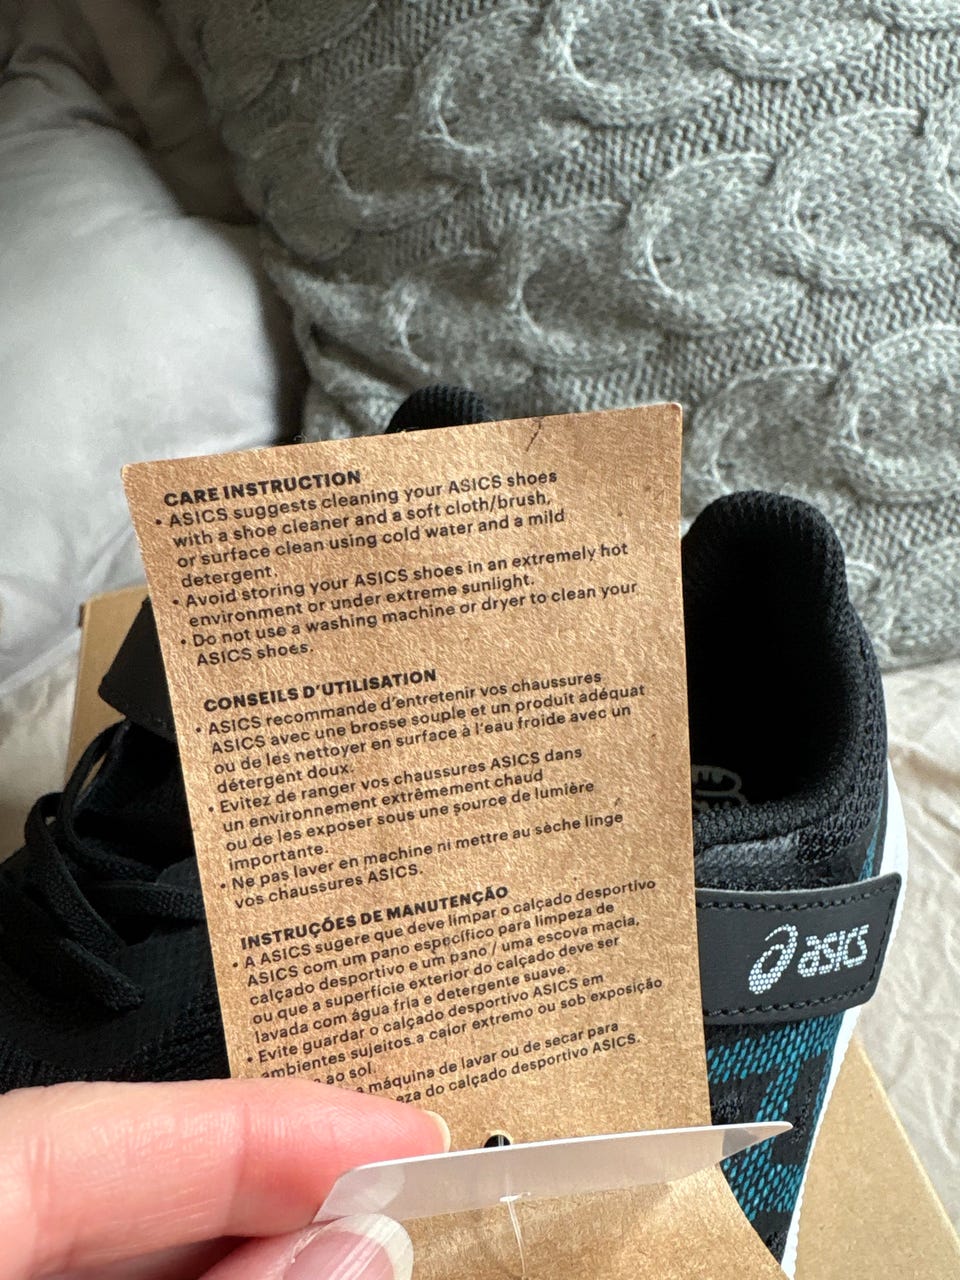 CARE INSTRUCTION
• ASICS suggests cleaning your ASICS shoes
with a shoe cleaner and a soft cloth/brush,
or surface clean using cold water and a mild
detergent.
• Avoid storing your ASICS shoes in an extremely hot
environment or under extreme sunlight.
• Do not use a washing machine or dryer to clean your
ASICS shoes.
CONSEILS D'UTILISATION
• ASICS recommande d'entretenir vos chaussures
ASICS avec une brosse souple et un produit adéquat
ou de les nettoyer en surface à l'eau froide avec un
détergent doux.
• Evitez de ranger vos chaussures ASICS dans
un environnement extrêmement chaud
ou de les exposer sous une source de lumière
importante.
• Ne pas laver en machine ni mettre au sèche linge
vos chaussures ASICS.
INSTRUÇÕES DE MANUTENÇÃO
• A ASICS sugere que deve limpar o calçado desportivo
ASICS com um pano específico para limpeza de
calçado desportivo e um pano / uma escova macia,
ou que a superfície exterior do calçado deve ser
lavada com água fria e detergente suave.
• Evite guardar o calçado desportivo ASICS em
ambientes sujeitos a calor extremo ou sob exposição
ao sol.
máquina de lavar ou de secar para
do calçado desportivo ASICS.
asics